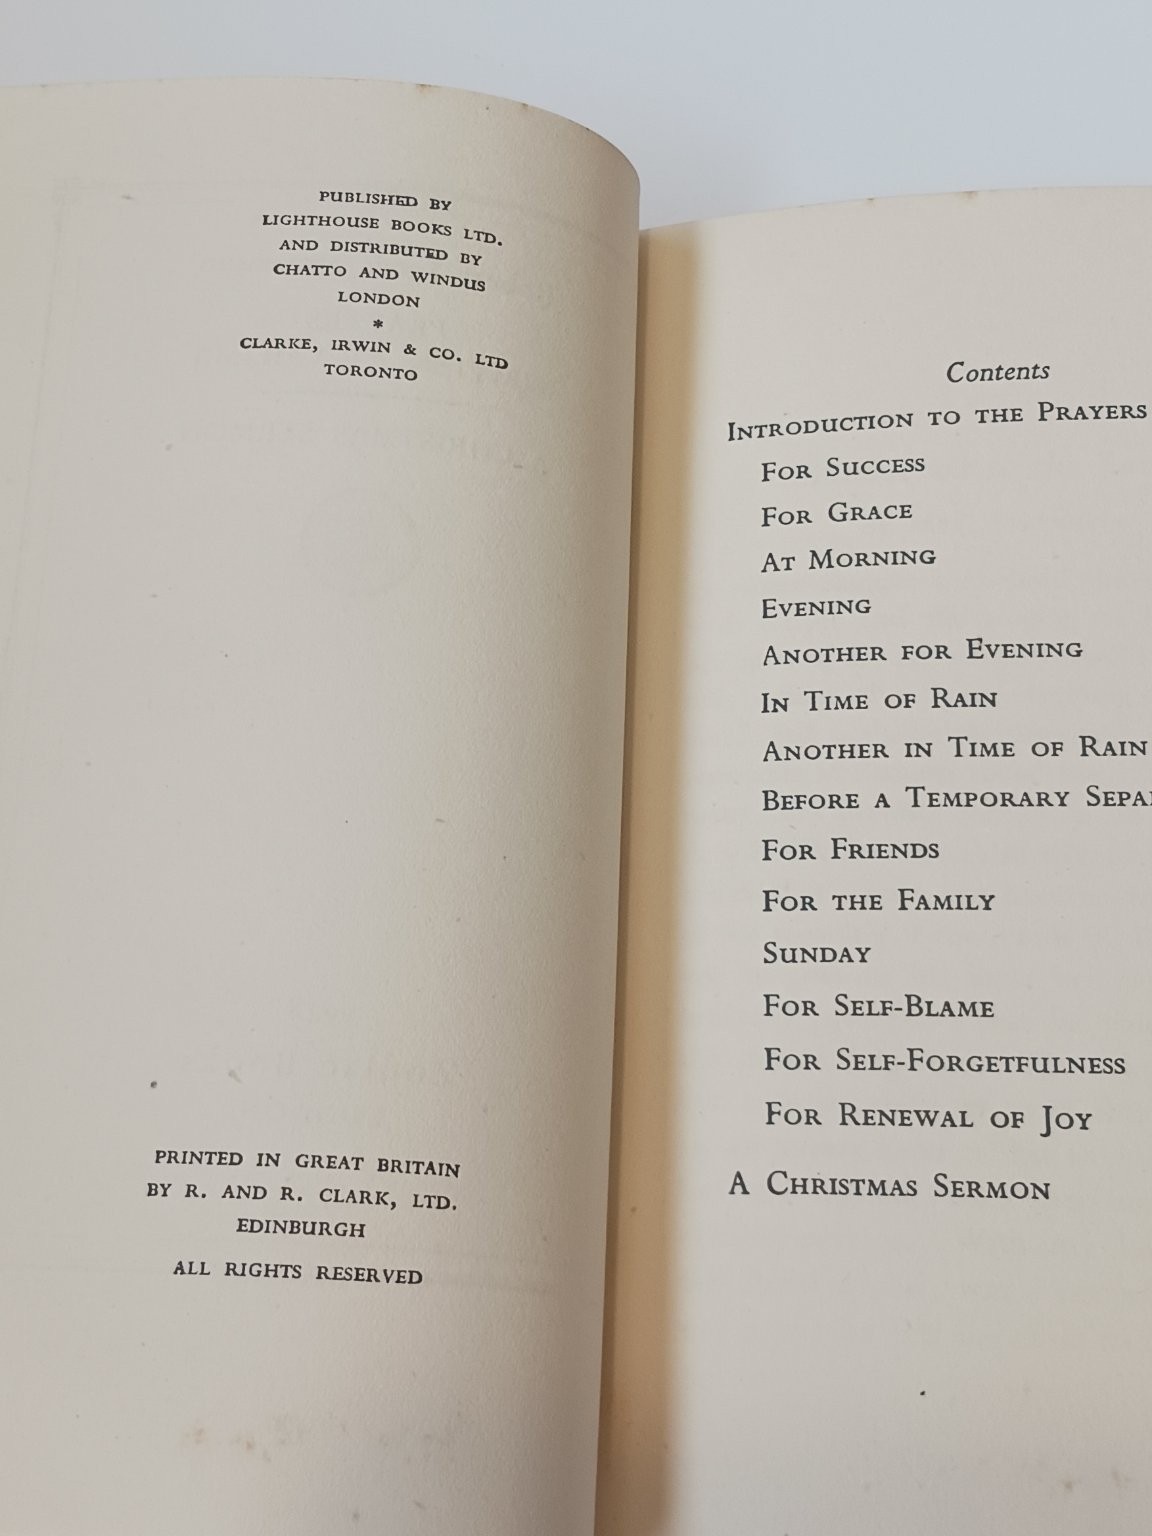 PUBLISHED BY
LIGHTHOUSE BOOKS LTD.
AND DISTRIBUTED BY
CHATTO AND WINDUS
LONDON
*
CLARKE, IRWIN & CO. LTD
TORONTO
PRINTED IN GREAT BRITAIN
BY R. AND R. CLARK, LTD.
EDINBURGH
ALL RIGHTS RESERVED
Contents
INTRODUCTION TO THE PRAYERS
FOR SUCCESS
FOR GRACE
AT MORNING
EVENING
ANOTHER FOR EVENING
IN TIME OF RAIN
ANOTHER IN TIME OF RAIN
BEFORE A TEMPORARY
FOR FRIENDS
FOR THE FAMILY
SUNDAY
FOR SELF-BLAME
FOR SELF-FORGETFULNESS
FOR RENEWAL OF JOY
A CHRISTMAS SERMON